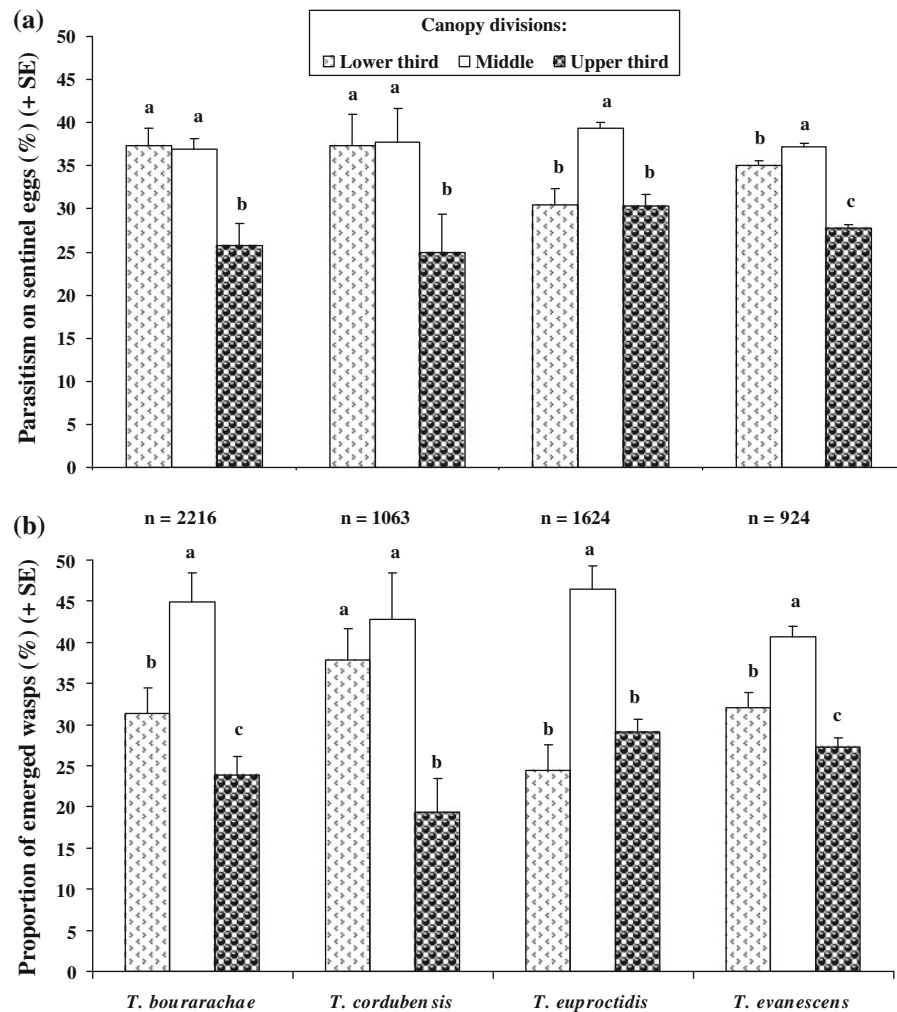 (a)
Canopy divisions:
Lower third Middle Upper third
Parasitism on sentinel eggs (%) (+ SE)
50
45
40
35
30
25
20
15
10
5
0
a a b
a a b
b a b
b a c
(b)
n = 2216 n = 1063 n = 1624 n = 924
Proportion of emerged wasps (%) (+ SE)
50
45
40
35
30
25
20
15
10
5
0
b a c
a a b
b a b
b a c
T. bourarachae T. cordubensis T. euproctidis T. evanescens